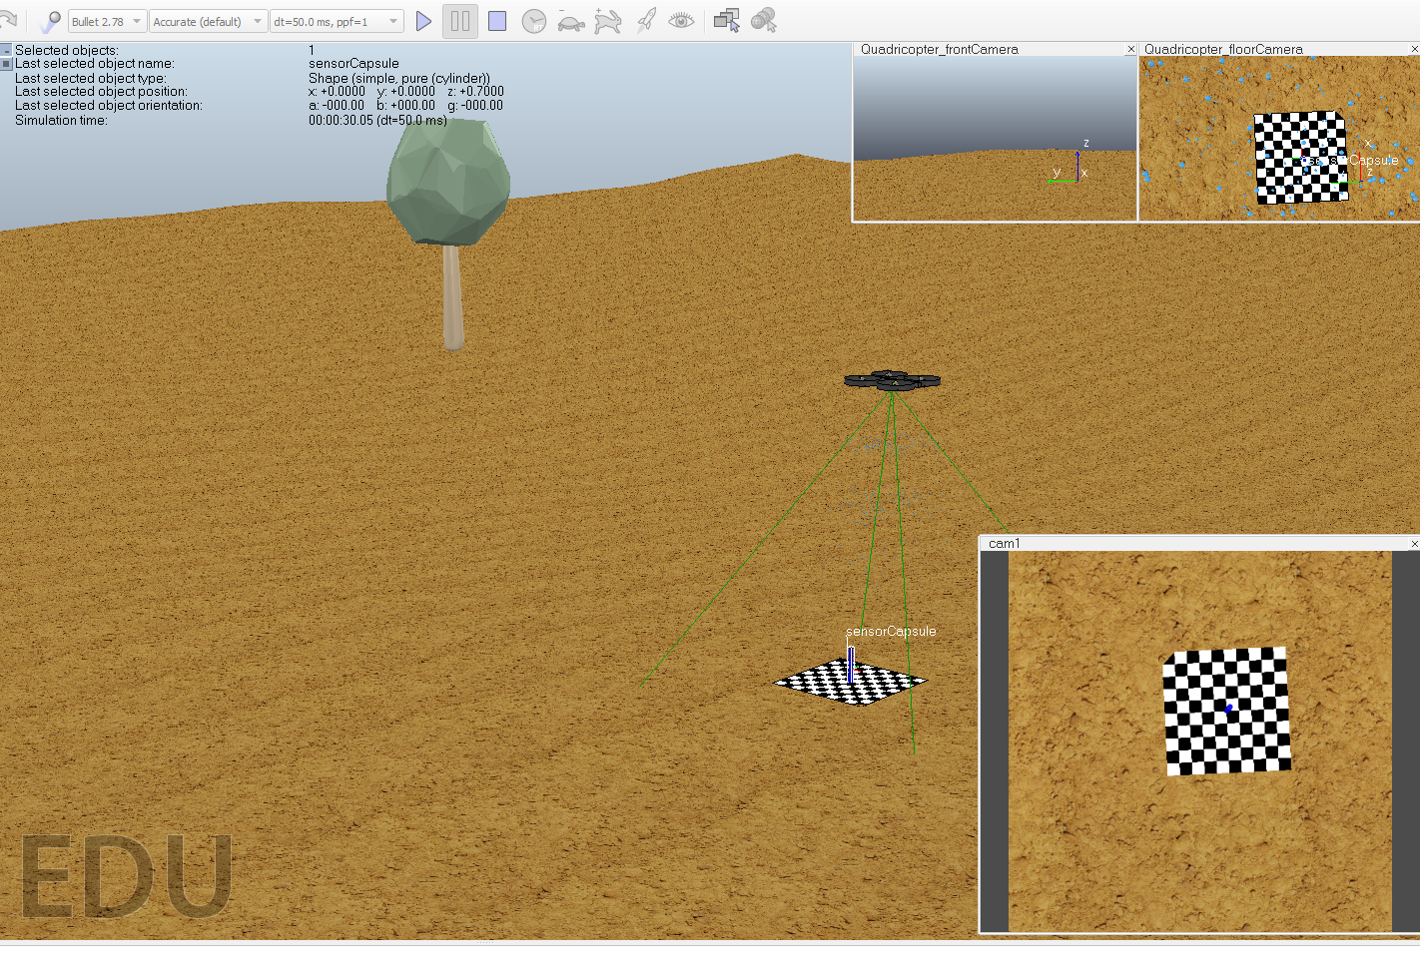 Bullet 2.78
Accurate (default)
dt=50.0 ms, ppf=1
Selected objects: 1
Last selected object name: sensorCapsule
Last selected object type: Shape (simple, pure (cylinder))
Last selected object position: x: +0.0000 y: +0.0000 z: +0.7000
Last selected object orientation: a: -000.00 b: +000.00 g: -000.00
Simulation time: 00:00:30.05 (dt=50.0 ms)
Quadricopter_frontCamera
z
y
x
Quadricopter_floorCamera
x
sensorCapsule
z
sensorCapsule
cam1
EDU